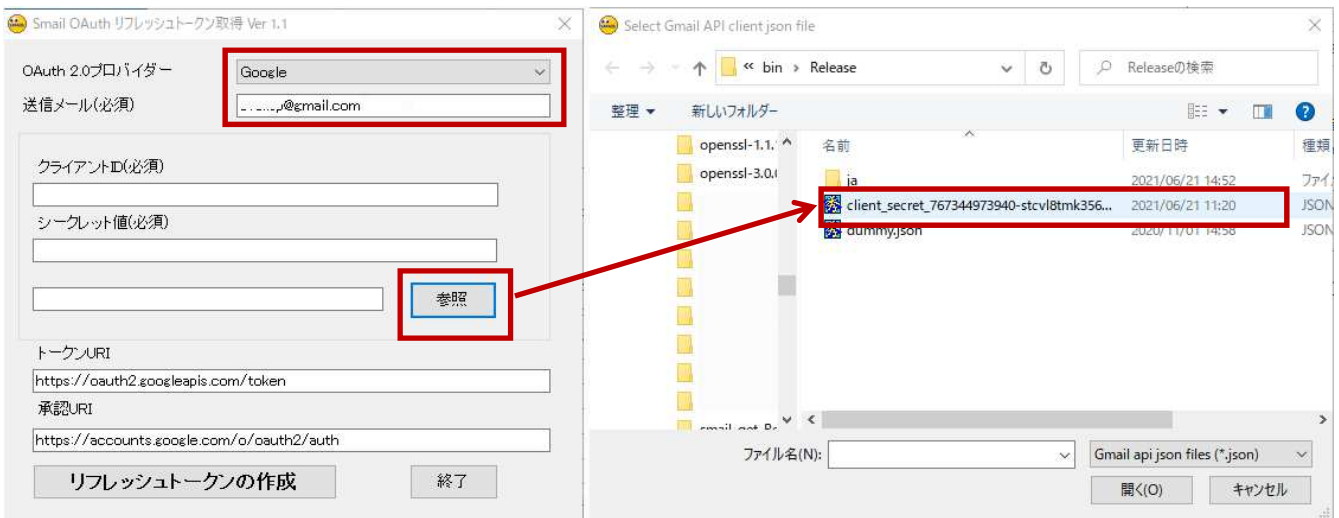 Smail OAuth リフレッシュトークン取得 Ver 1.1
OAuth 2.0プロバイダー
Google
送信メール(必須)
@gmail.com
クライアントID(必須)
シークレット値(必須)
参照
トークンURI
https://oauth2.googleapis.com/token
承認URI
https://accounts.google.com/o/oauth2/auth
リフレッシュトークンの作成
終了
Select Gmail API client json file
« bin › Release
Releaseの検索
整理
新しいフォルダー
openssl-1.1.
openssl-3.0.
名前
更新日時
種類
ja
2021/06/21 14:52
ファイ
client_secret_767344973940-stcvl8tmk356...
2021/06/21 11:20
JSON
dummy.json
2020/11/01 14:58
JSON
ファイル名(N):
Gmail api json files (*.json)
開く(O)
キャンセル